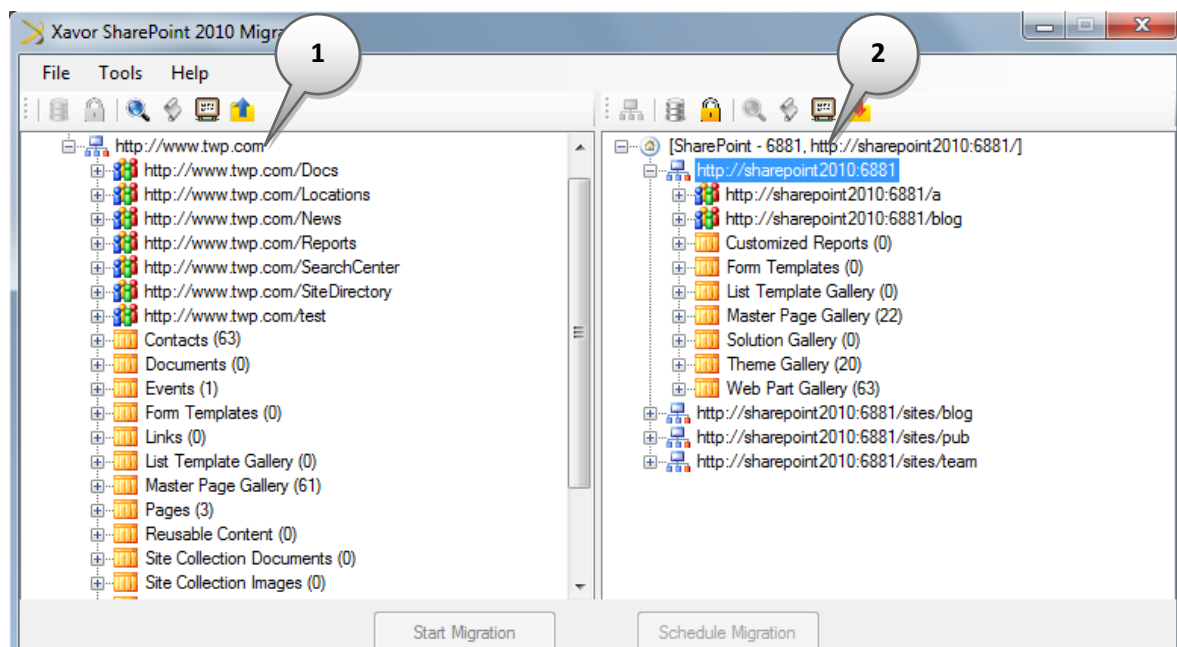 Xavor SharePoint 2010 Migra
1
2
File Tools Help
http://www.twp.com
http://www.twp.com/Docs
http://www.twp.com/Locations
http://www.twp.com/News
http://www.twp.com/Reports
http://www.twp.com/SearchCenter
http://www.twp.com/SiteDirectory
http://www.twp.com/test
Contacts (63)
Documents (0)
Events (1)
Form Templates (0)
Links (0)
List Template Gallery (0)
Master Page Gallery (61)
Pages (3)
Reusable Content (0)
Site Collection Documents (0)
Site Collection Images (0)
[SharePoint - 6881, http://sharepoint2010:6881/]
http://sharepoint2010:6881
http://sharepoint2010:6881/a
http://sharepoint2010:6881/blog
Customized Reports (0)
Form Templates (0)
List Template Gallery (0)
Master Page Gallery (22)
Solution Gallery (0)
Theme Gallery (20)
Web Part Gallery (63)
http://sharepoint2010:6881/sites/blog
http://sharepoint2010:6881/sites/pub
http://sharepoint2010:6881/sites/team
Start Migration
Schedule Migration